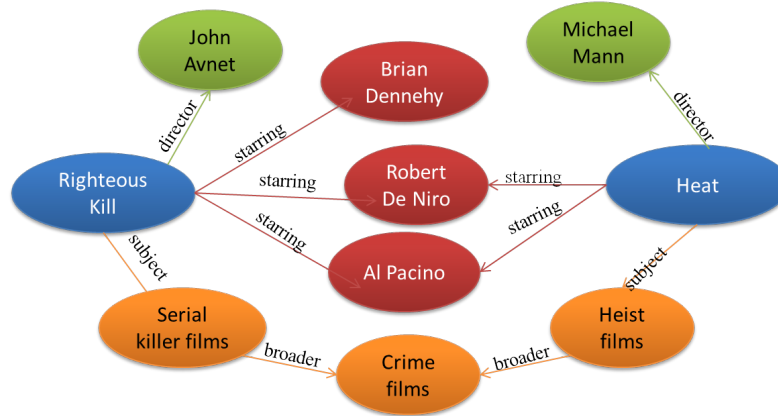 John
Avnet
Michael
Mann
Brian
Dennehy
director
director
starring
Righteous
Kill
starring
Robert
De Niro
starring
Heat
starring
starring
Al Pacino
subject
subject
Serial
killer films
Heist
films
broader
Crime
films
broader